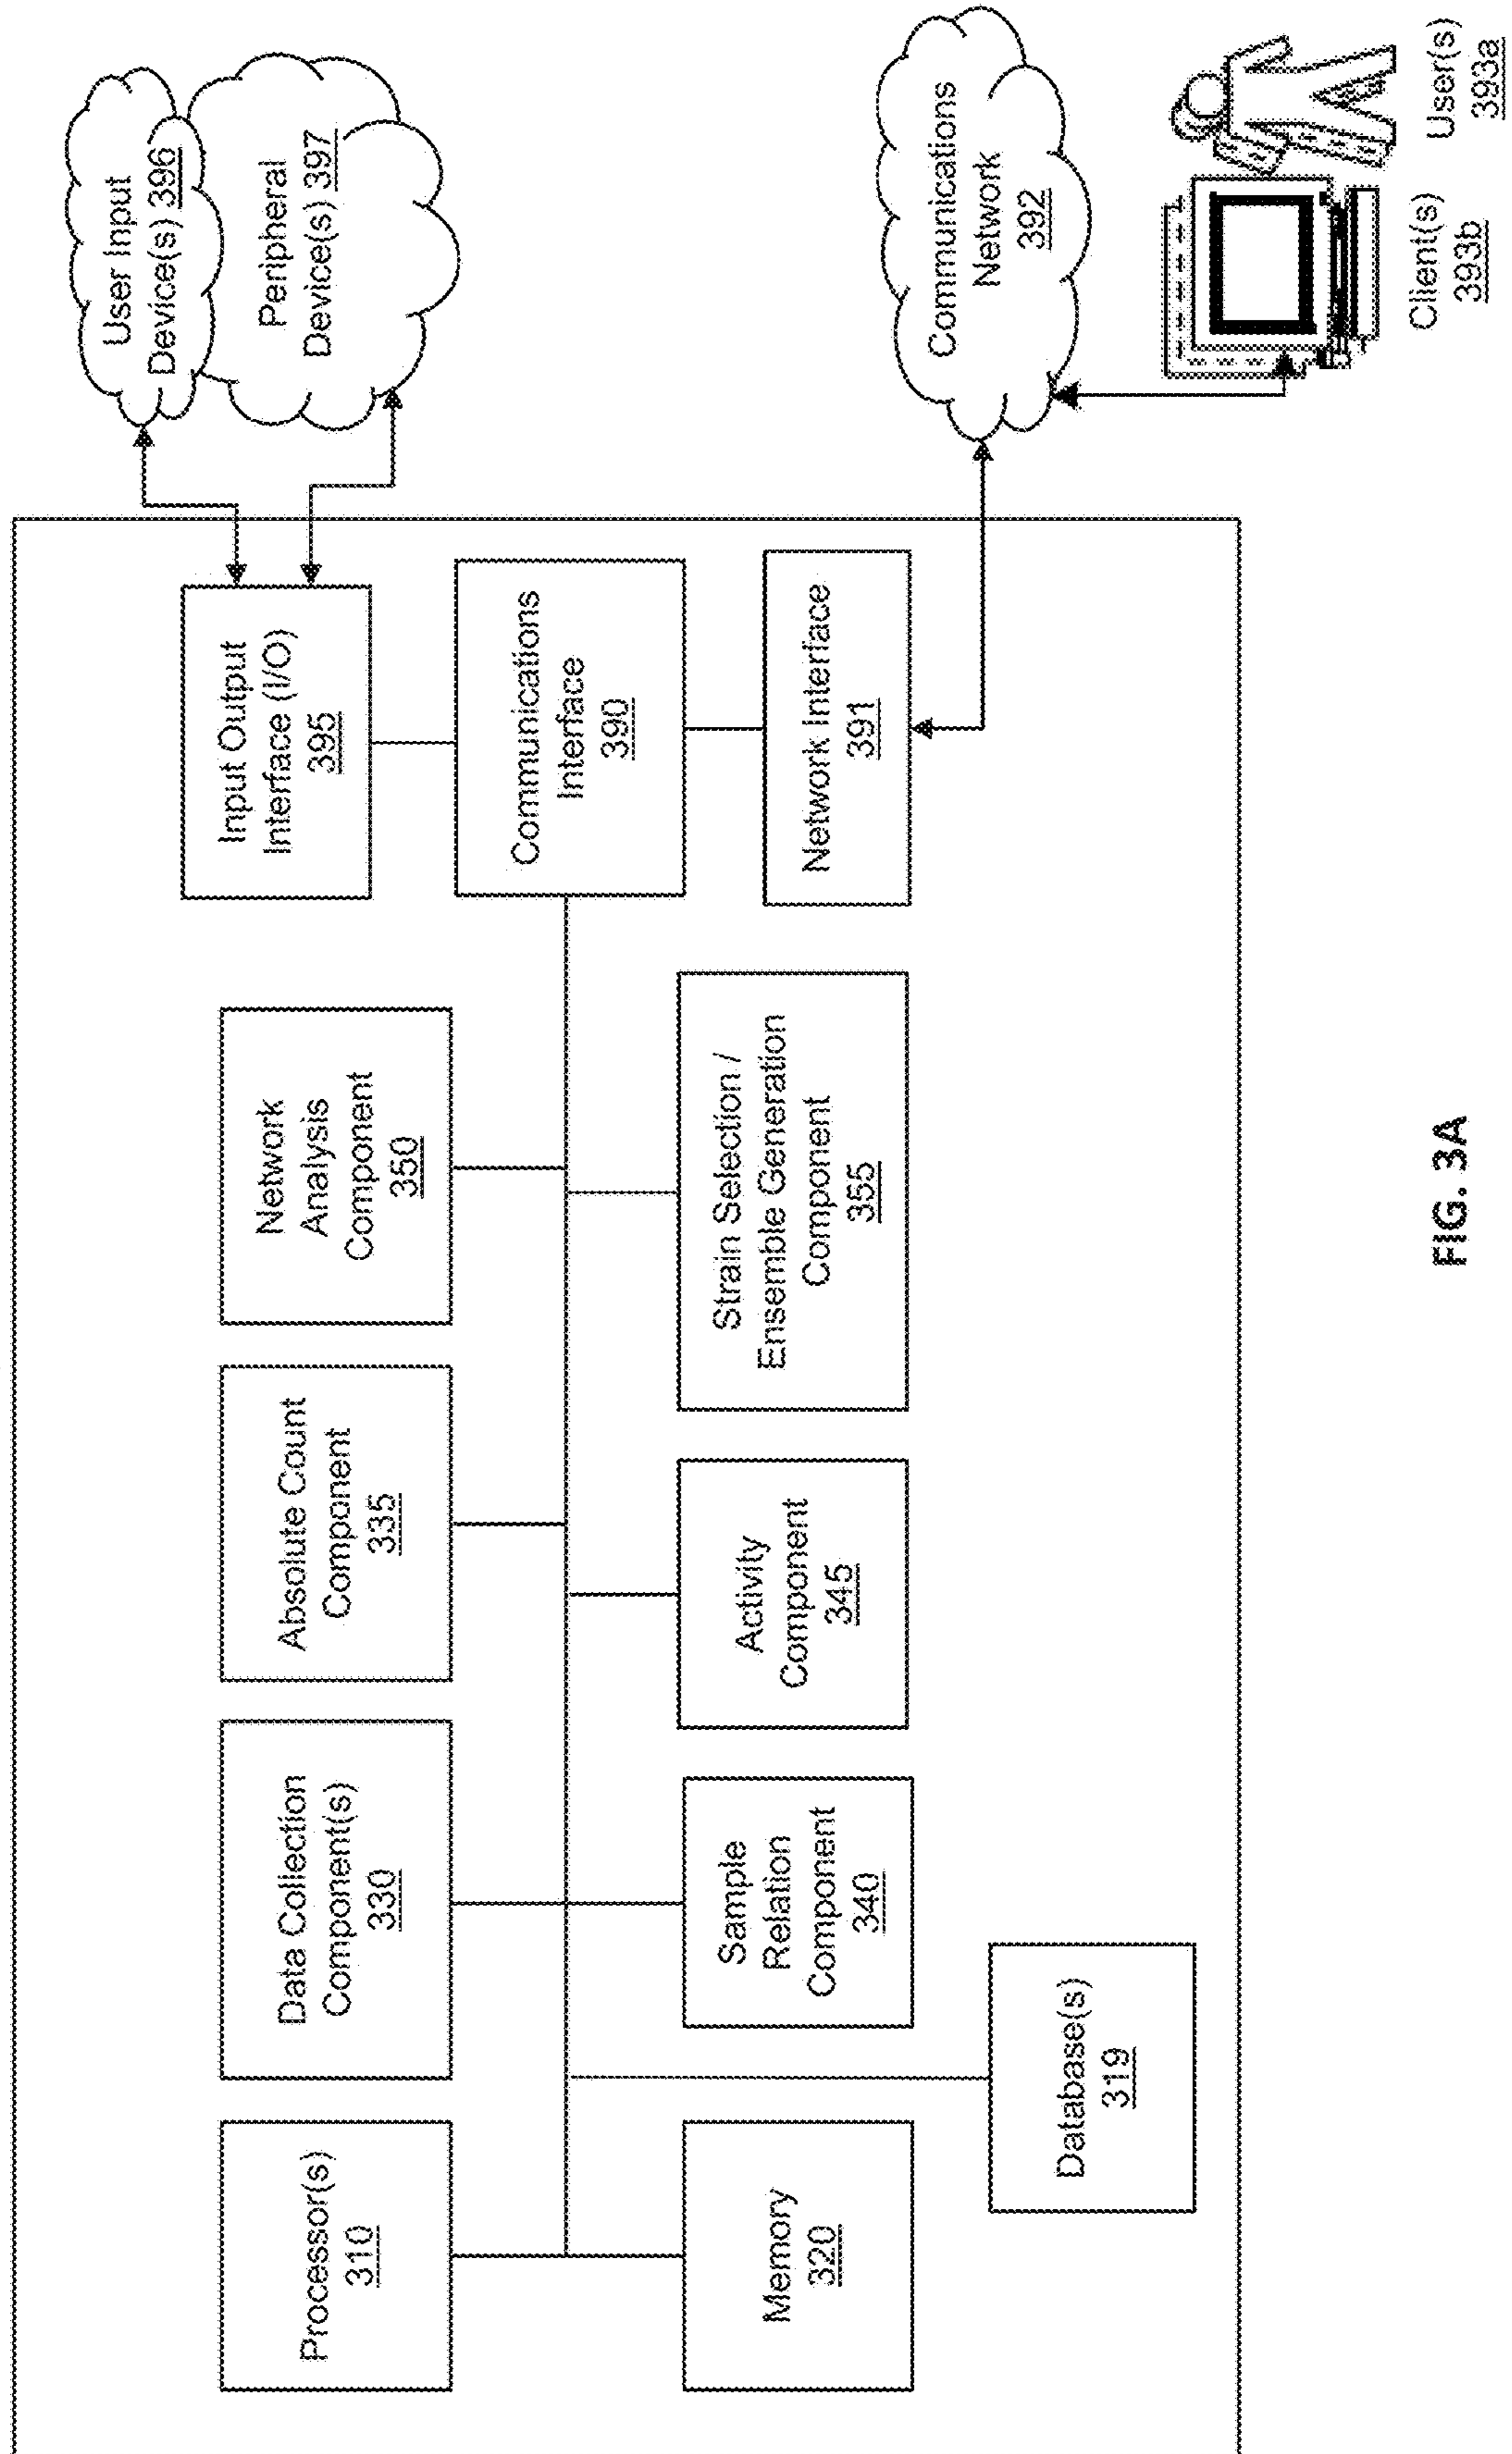 Processor(s)
310
Data Collection
Component(s)
330
Absolute Count
Component
335
Network
Analysis
Component
350
Input Output
Interface (I/O)
395
User Input
Device(s) 396
Peripheral
Device(s) 397
Communications
Interface
390
Memory
320
Sample
Relation
Component
340
Activity
Component
345
Strain Selection /
Ensemble Generation
Component
355
Network Interface
391
Communications
Network
392
Database(s)
319
Client(s)
393b
User(s)
393a
FIG. 3A